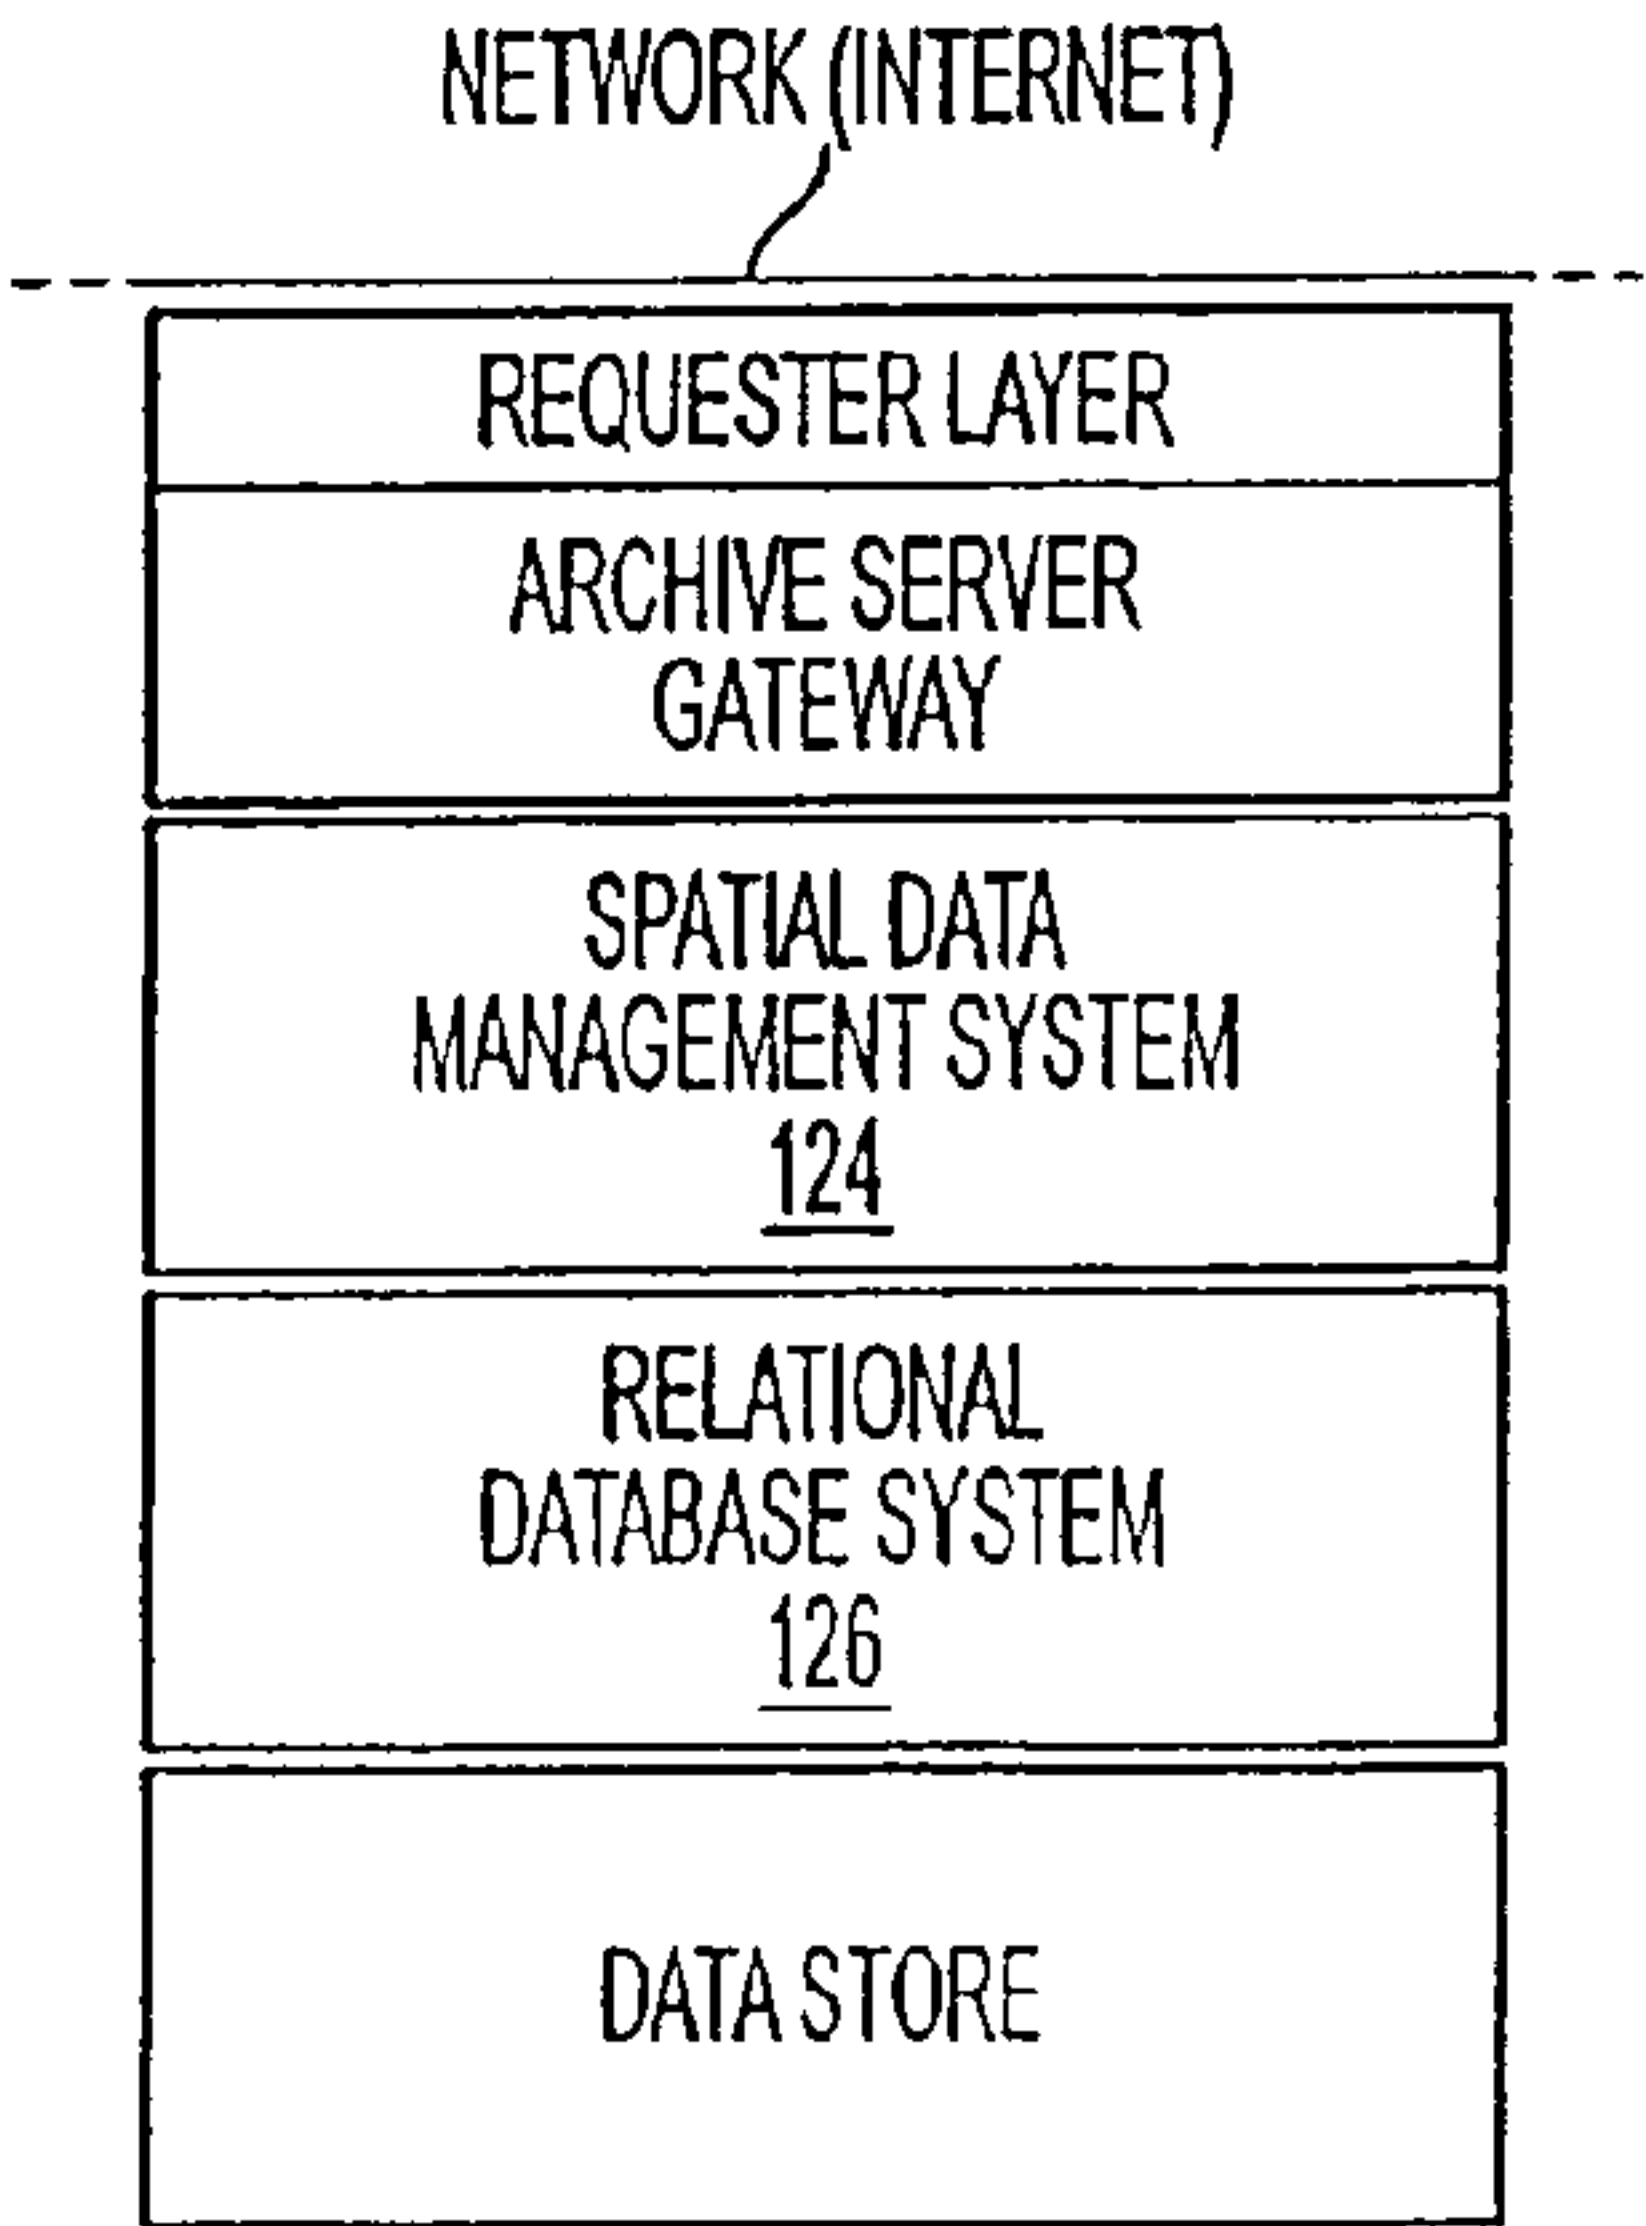 NETWORK (INTERNET)
REQUESTER LAYER
ARCHIVE SERVER
GATEWAY
SPATIAL DATA
MANAGEMENT SYSTEM
124
RELATIONAL
DATABASE SYSTEM
126
DATA STORE